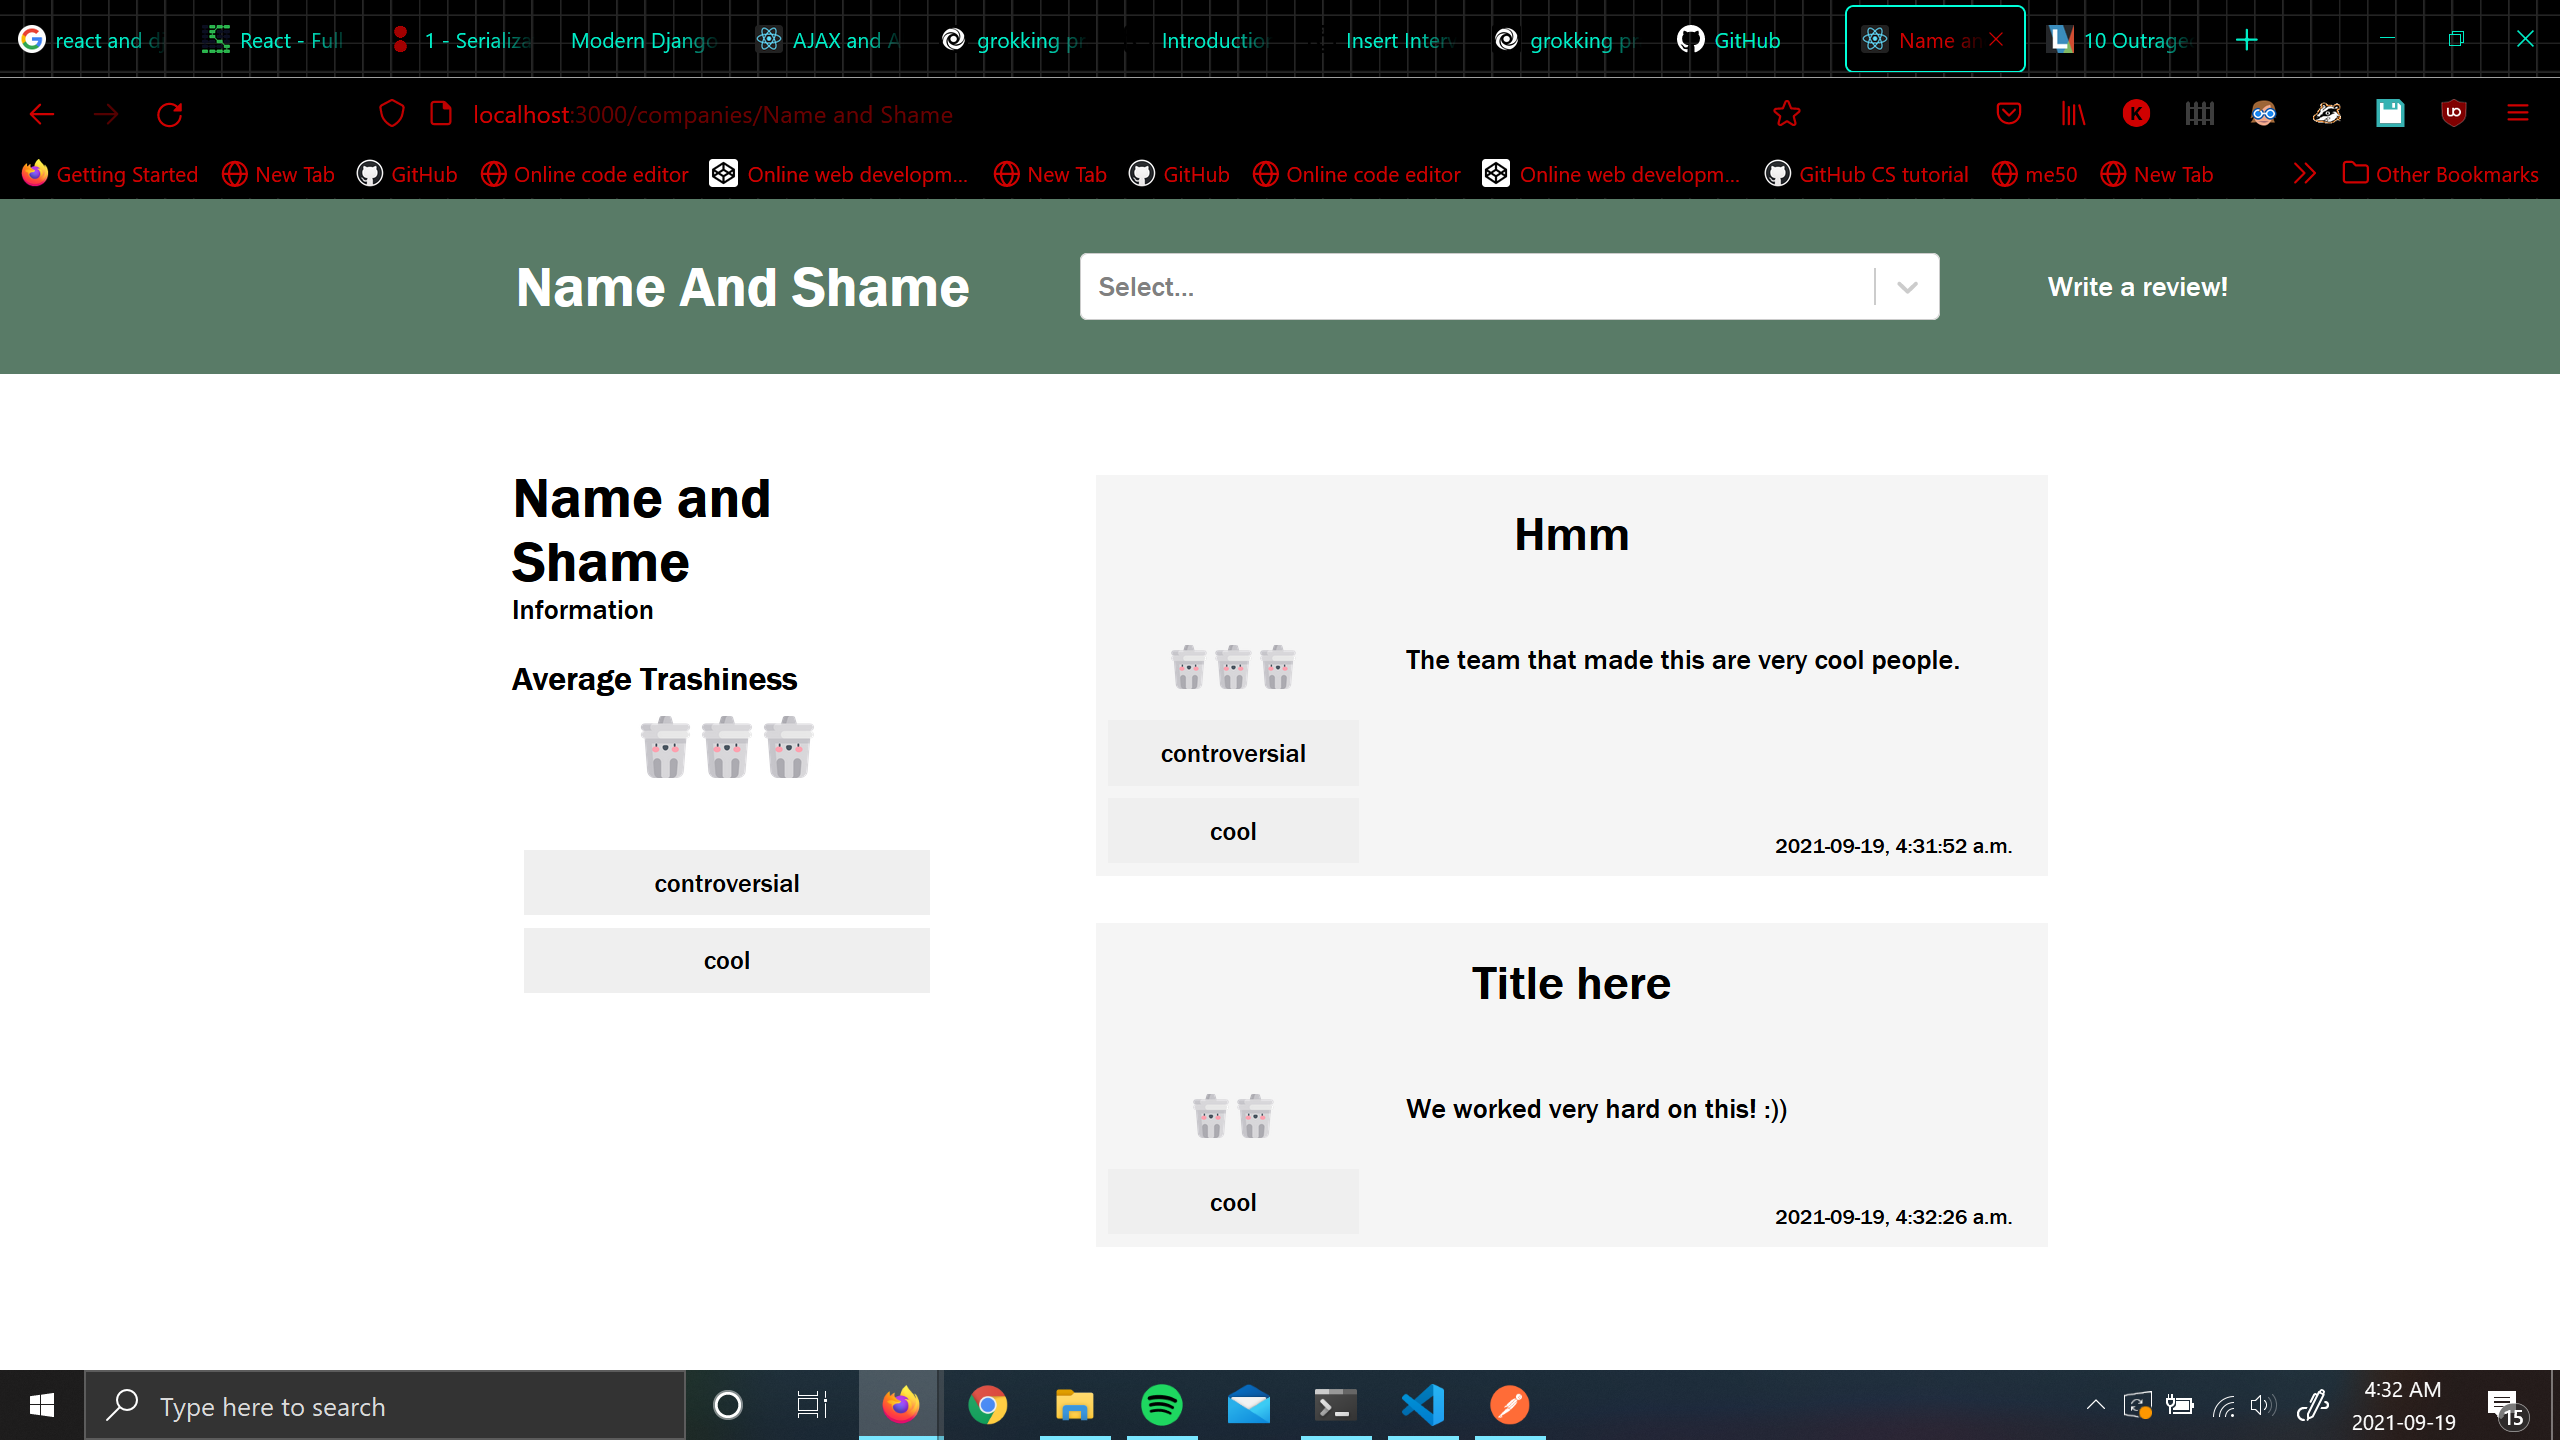 react and d
React - Full
1 - Serializa
Modern Django
AJAX and A
grokking pr
Introduction
Insert Interv
grokking pr
GitHub
Name an
10 Outrage
localhost:3000/companies/Name and Shame
Getting Started
New Tab
GitHub
Online code editor
Online web developm...
New Tab
GitHub
Online code editor
Online web developm...
GitHub CS tutorial
me50
New Tab
Other Bookmarks
Name And Shame
Select...
Write a review!
Name and
Shame
Information
Average Trashiness
controversial
cool
Hmm
The team that made this are very cool people.
controversial
cool
2021-09-19, 4:31:52 a.m.
Title here
We worked very hard on this! :))
cool
2021-09-19, 4:32:26 a.m.
Type here to search
4:32 AM
2021-09-19
15